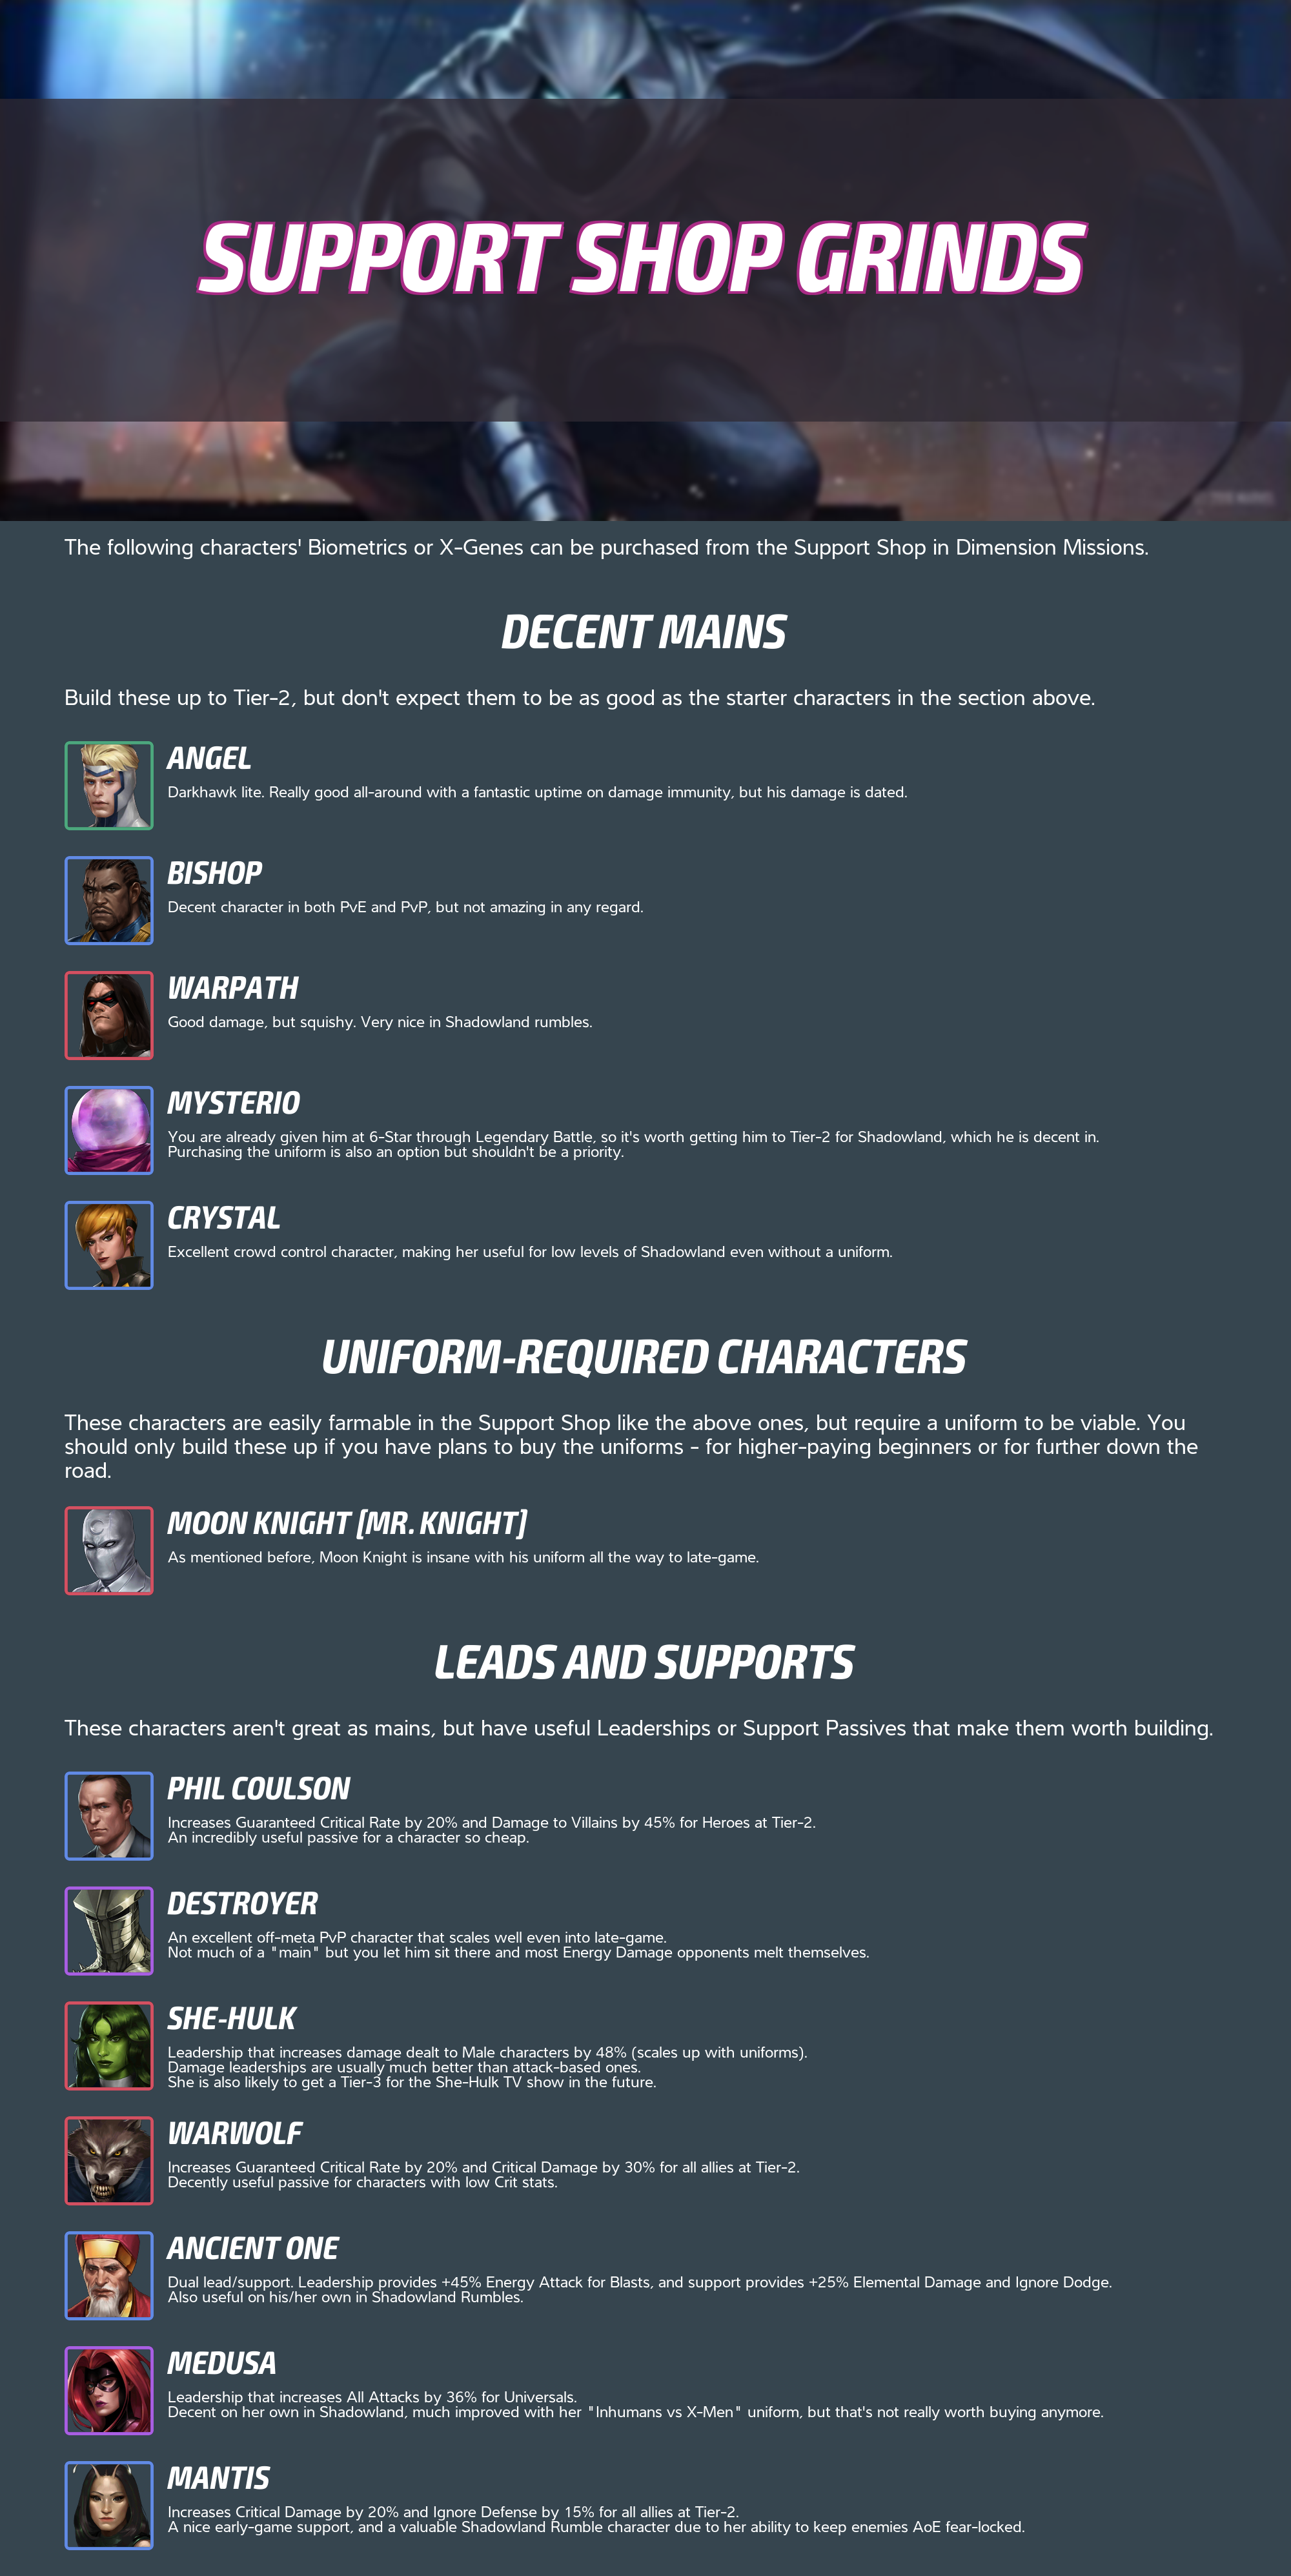 SUPPORT SHOP GRINDS
The following characters' Biometrics or X-Genes can be purchased from the Support Shop in Dimension Missions.
DECENT MAINS
Build these up to Tier-2, but don't expect them to be as good as the starter characters in the section above.
ANGEL
Darkhawk lite. Really good all-around with a fantastic uptime on damage immunity, but his damage is dated.
BISHOP
Decent character in both PvE and PvP, but not amazing in any regard.
WARPATH
Good damage, but squishy. Very nice in Shadowland rumbles.
MYSTERIO
You are already given him at 6-Star through Legendary Battle, so it's worth getting him to Tier-2 for Shadowland, which he is decent in.
Purchasing the uniform is also an option but shouldn't be a priority.
CRYSTAL
Excellent crowd control character, making her useful for low levels of Shadowland even without a uniform.
UNIFORM-REQUIRED CHARACTERS
These characters are easily farmable in the Support Shop like the above ones, but require a uniform to be viable. You
should only build these up if you have plans to buy the uniforms - for higher-paying beginners or for further down the
road.
MOON KNIGHT [MR. KNIGHT]
As mentioned before, Moon Knight is insane with his uniform all the way to late-game.
LEADS AND SUPPORTS
These characters aren't great as mains, but have useful Leaderships or Support Passives that make them worth building.
PHIL COULSON
Increases Guaranteed Critical Rate by 20% and Damage to Villains by 45% for Heroes at Tier-2.
An incredibly useful passive for a character so cheap.
DESTROYER
An excellent off-meta PvP character that scales well even into late-game.
Not much of a "main" but you let him sit there and most Energy Damage opponents melt themselves.
SHE-HULK
Leadership that increases damage dealt to Male characters by 48% (scales up with uniforms).
Damage leaderships are usually much better than attack-based ones.
She is also likely to get a Tier-3 for the She-Hulk TV show in the future.
WARWOLF
Increases Guaranteed Critical Rate by 20% and Critical Damage by 30% for all allies at Tier-2.
Decently useful passive for characters with low Crit stats.
ANCIENT ONE
Dual lead/support. Leadership provides +45% Energy Attack for Blasts, and support provides +25% Elemental Damage and Ignore Dodge.
Also useful on his/her own in Shadowland Rumbles.
MEDUSA
Leadership that increases All Attacks by 36% for Universals.
Decent on her own in Shadowland, much improved with her "Inhumans vs X-Men" uniform, but that's not really worth buying anymore.
MANTIS
Increases Critical Damage by 20% and Ignore Defense by 15% for all allies at Tier-2.
A nice early-game support, and a valuable Shadowland Rumble character due to her ability to keep enemies AoE fear-locked.